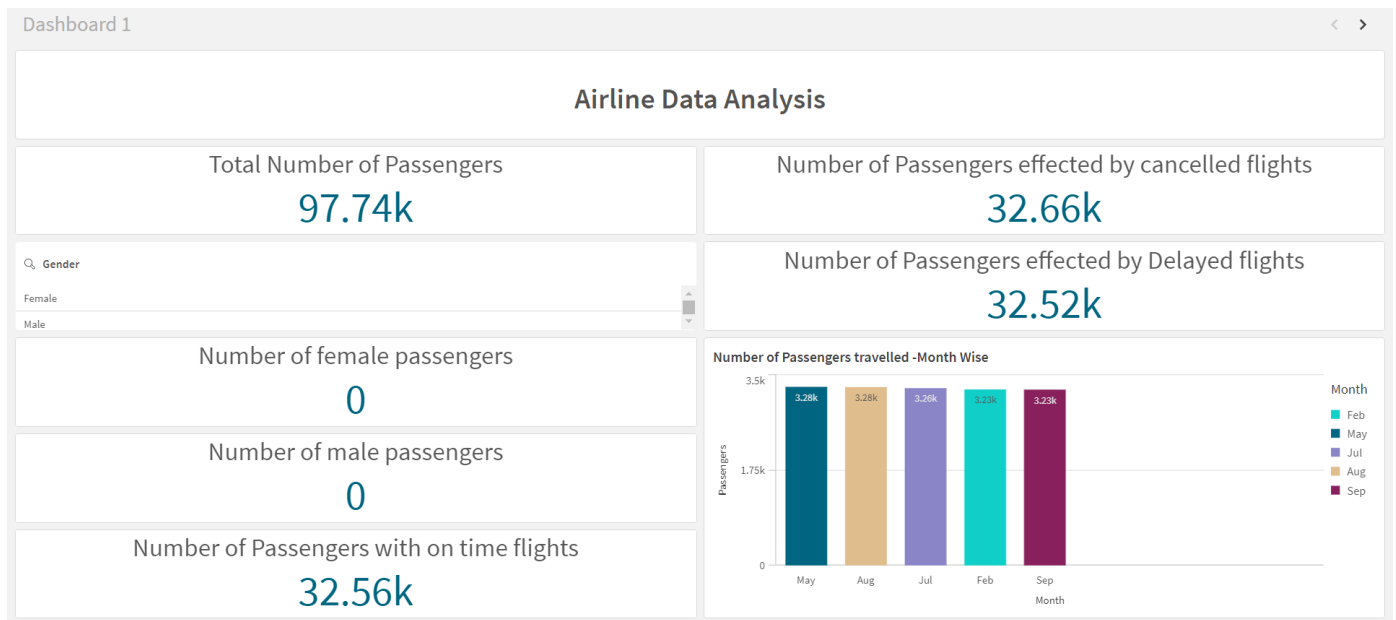 Dashboard 1
Airline Data Analysis
Total Number of Passengers
97.74k
Number of Passengers effected by cancelled flights
32.66k
Gender
Female
Male
Number of Passengers effected by Delayed flights
32.52k
Number of female passengers
0
Number of male passengers
0
Number of Passengers with on time flights
32.56k
Number of Passengers travelled -Month Wise
3.5k
1.75k
0
Passengers
3.28k
3.28k
3.26k
3.23k
3.23k
May
Aug
Jul
Feb
Sep
Month
Month
Feb
May
Jul
Aug
Sep